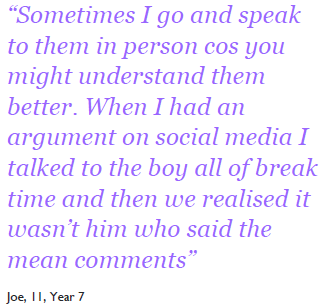 “Sometimes I go and speak
to them in person cos you
might understand them
better. When I had an
argument on social media I
talked to the boy all of break
time and then we realised it
wasn’t him who said the
mean comments”
Joe, 11, Year 7